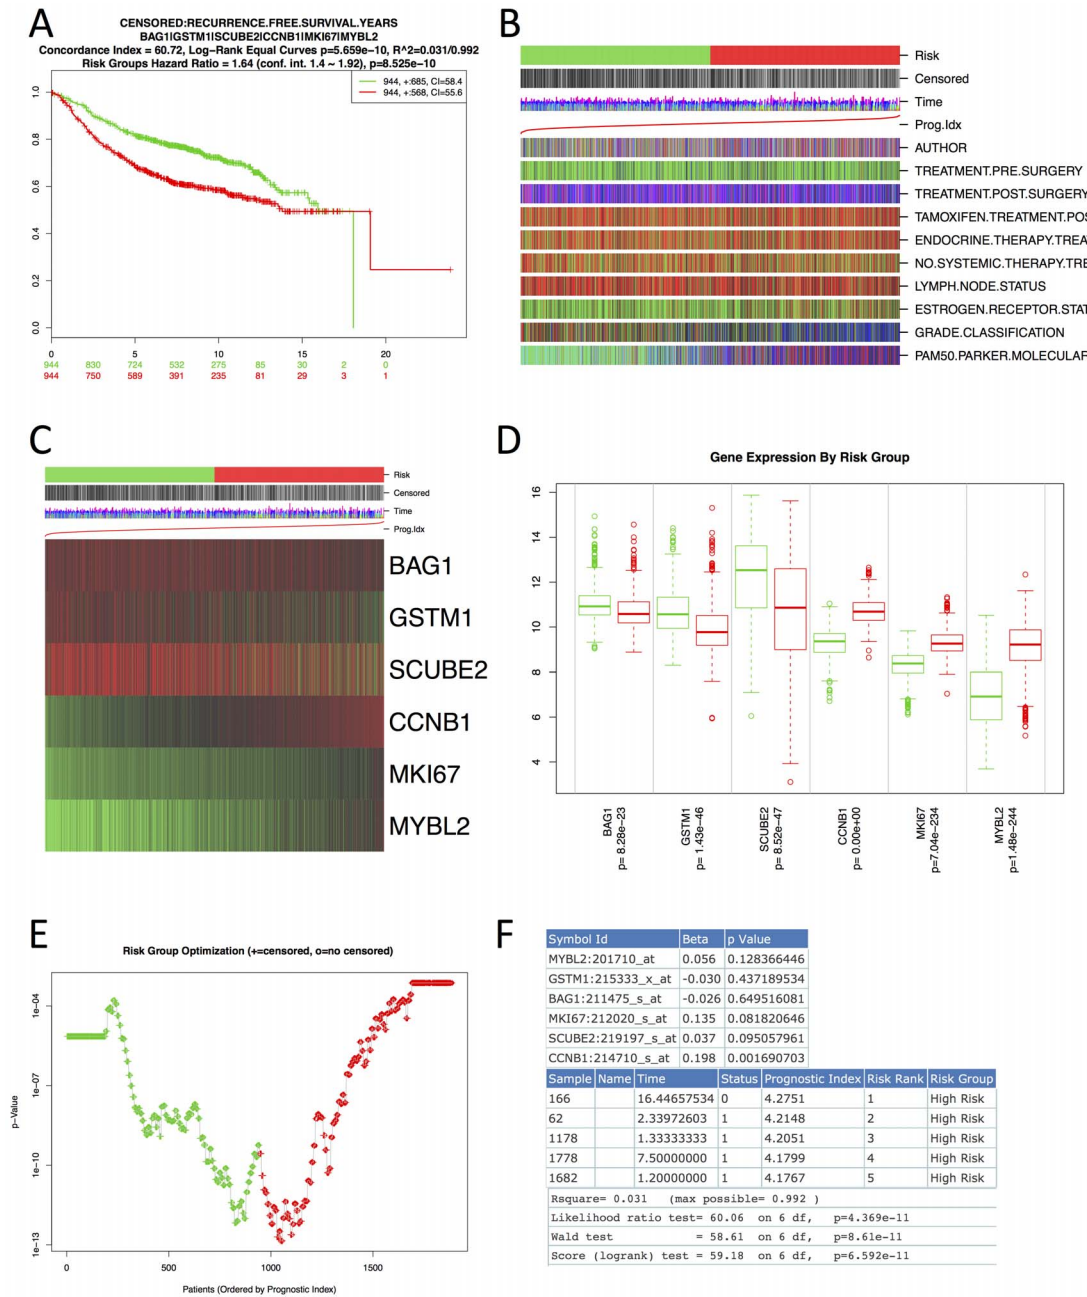 A
CENSORED:RECURRENCE.FREE.SURVIVAL.YEARS
BAG1|GSTM1|SCUBE2|CCNB1|MKI67|MYBL2
Concordance Index = 60.72, Log-Rank Equal Curves p=5.659e-10, R^2=0.031/0.992
Risk Groups Hazard Ratio = 1.64 (conf. int. 1.4 ~ 1.92), p=8.525e-10
944, +:685, CI=58.4
944, +:568, CI=55.6
1.0
0.8
0.6
0.4
0.2
0.0
0 5 10 15 20
944 830 724 532 275 85 30 2 0
944 750 589 391 235 81 29 3 1
B
Risk
Censored
Time
Prog.Idx
AUTHOR
TREATMENT.PRE.SURGERY
TREATMENT.POST.SURGERY
TAMOXIFEN.TREATMENT.POS
ENDOCRINE.THERAPY.TREA
NO.SYSTEMIC.THERAPY.TRE
LYMPH.NODE.STATUS
ESTROGEN.RECEPTOR.STAT
GRADE.CLASSIFICATION
PAM50.PARKER.MOLECULAR
C
Risk
Censored
Time
Prog.Idx
BAG1
GSTM1
SCUBE2
CCNB1
MKI67
MYBL2
D
Gene Expression By Risk Group
16
14
12
10
8
6
4
BAG1
p= 8.28e-23
GSTM1
p= 1.43e-46
SCUBE2
p= 8.52e-47
CCNB1
p= 0.00e+00
MKI67
p=7.04e-234
MYBL2
p=1.48e-244
E
Risk Group Optimization (+=censored, o=no censored)
p-Value
1e-04
1e-07
1e-10
1e-13
0 500 1000 1500
Patients (Ordered by Prognostic Index)
F
Symbol Id Beta p Value
MYBL2:201710_at 0.056 0.128366446
GSTM1:215333_x_at -0.030 0.437189534
BAG1:211475_s_at -0.026 0.649516081
MKI67:212020_s_at 0.135 0.081820646
SCUBE2:219197_s_at 0.037 0.095057961
CCNB1:214710_s_at 0.198 0.001690703
Sample Name Time Status Prognostic Index Risk Rank Risk Group
166 16.44657534 0 4.2751 1 High Risk
62 2.33972603 1 4.2148 2 High Risk
1178 1.33333333 1 4.2051 3 High Risk
1778 7.50000000 1 4.1799 4 High Risk
1682 1.20000000 1 4.1767 5 High Risk
Rsquare= 0.031 (max possible= 0.992 )
Likelihood ratio test= 60.06 on 6 df, p=4.369e-11
Wald test = 58.61 on 6 df, p=8.61e-11
Score (logrank) test = 59.18 on 6 df, p=6.592e-11